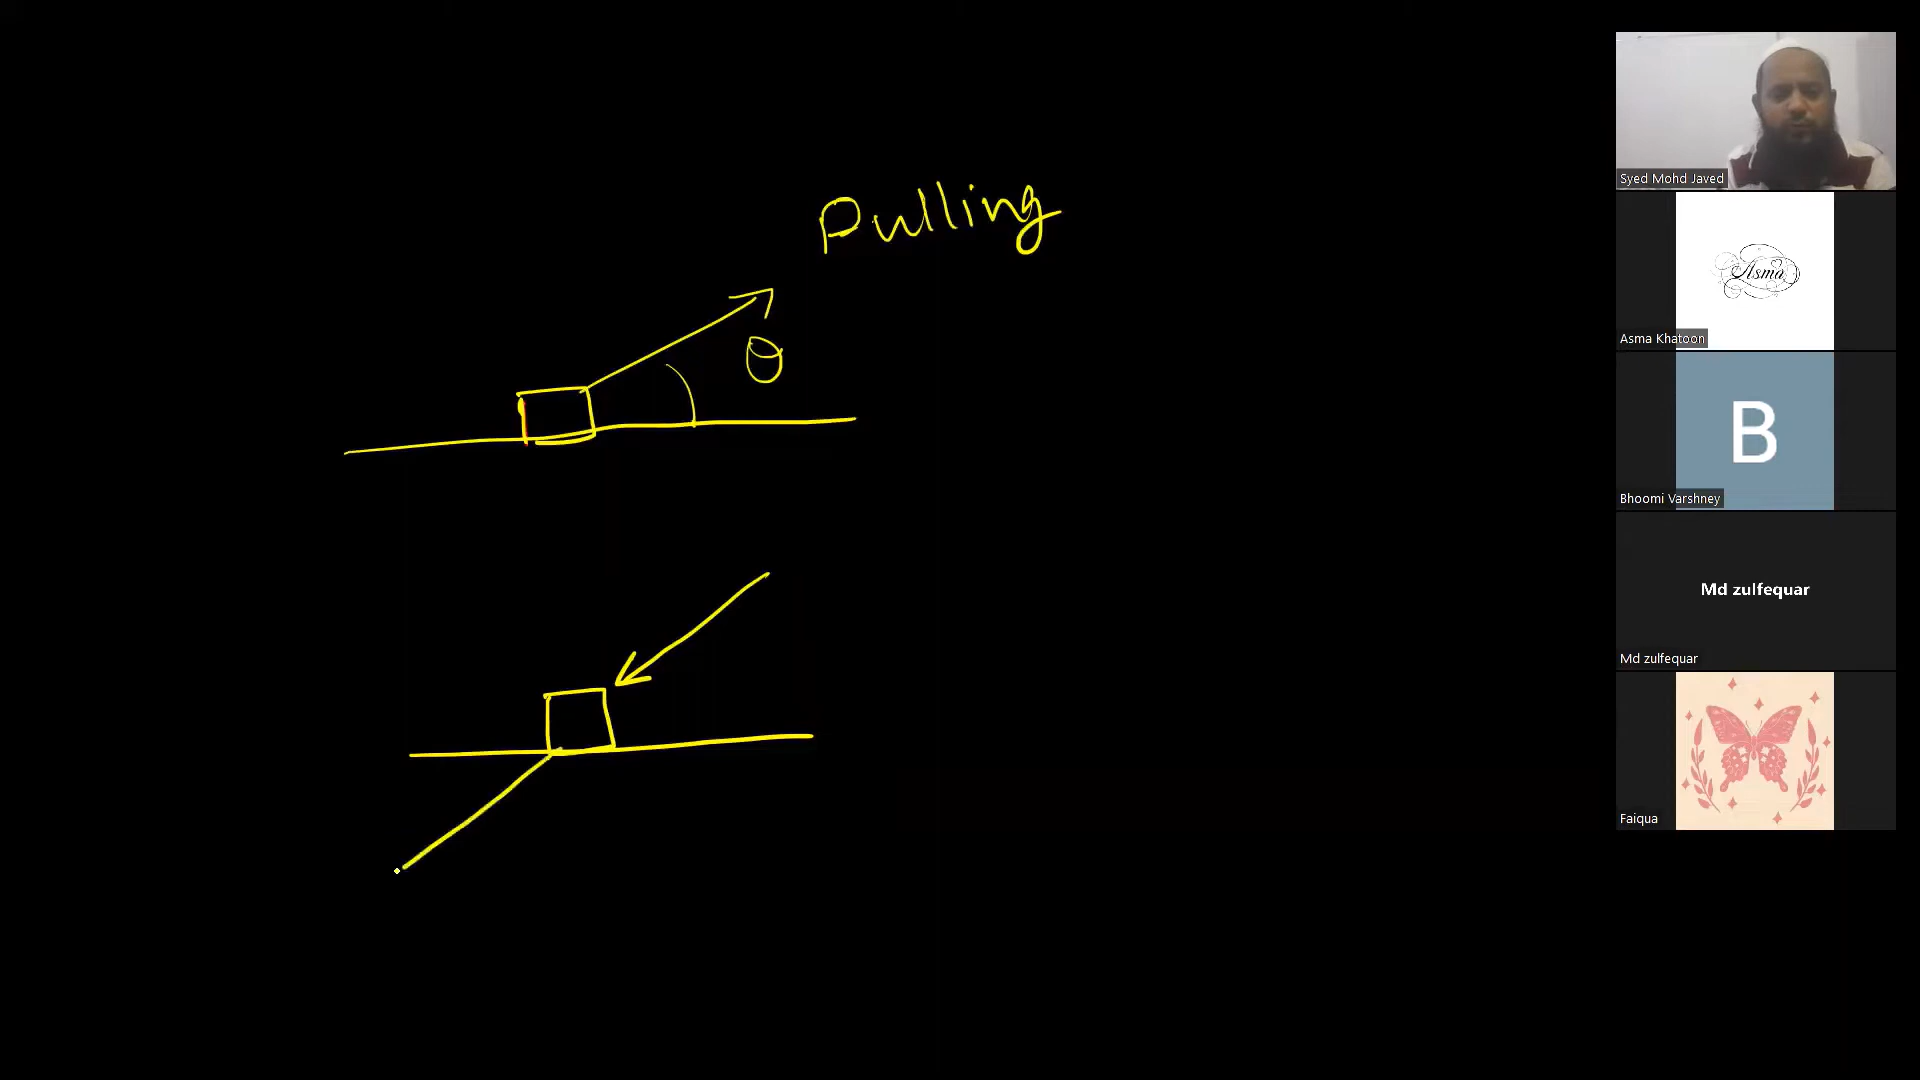 Pulling
θ
Syed Mohd Javed
Asma
Asma Khatoon
B
Bhoomi Varshney
Md zulfequar
Md zulfequar
Faiqua